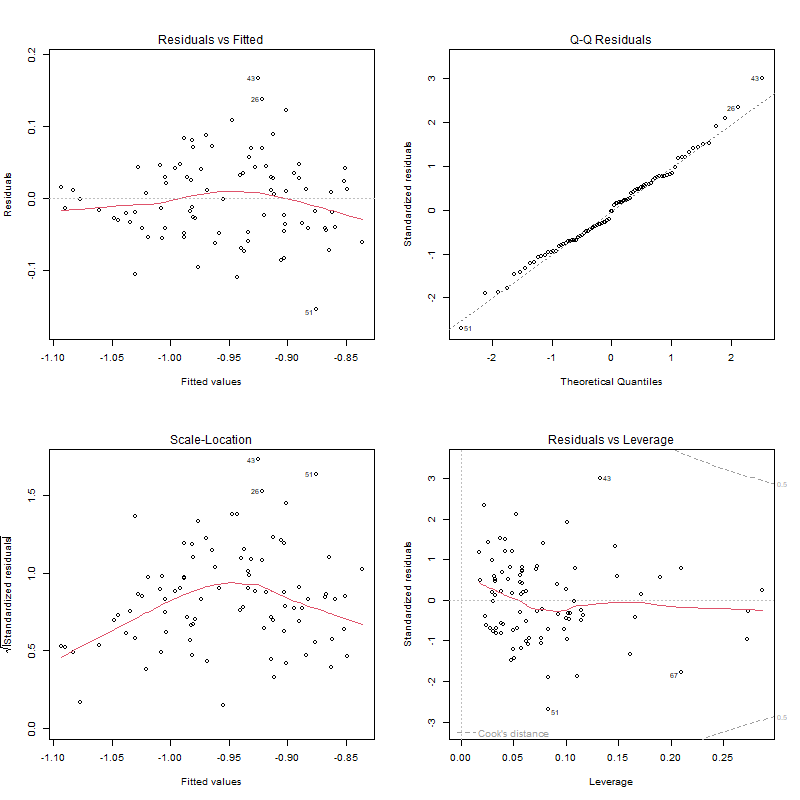 Residuals vs Fitted
Residuals
0.2
0.1
0.0
-0.1
43
26
51
-1.10 -1.05 -1.00 -0.95 -0.90 -0.85
Fitted values
Q-Q Residuals
Standardized residuals
3
2
1
0
-1
-2
43
26
51
-2 -1 0 1 2
Theoretical Quantiles
Scale-Location
√|Standardized residuals|
1.5
1.0
0.5
0.0
43
51
26
-1.10 -1.05 -1.00 -0.95 -0.90 -0.85
Fitted values
Residuals vs Leverage
Standardized residuals
3
2
1
0
-1
-2
-3
43
0.5
67
51
0.5
Cook's distance
0.00 0.05 0.10 0.15 0.20 0.25
Leverage